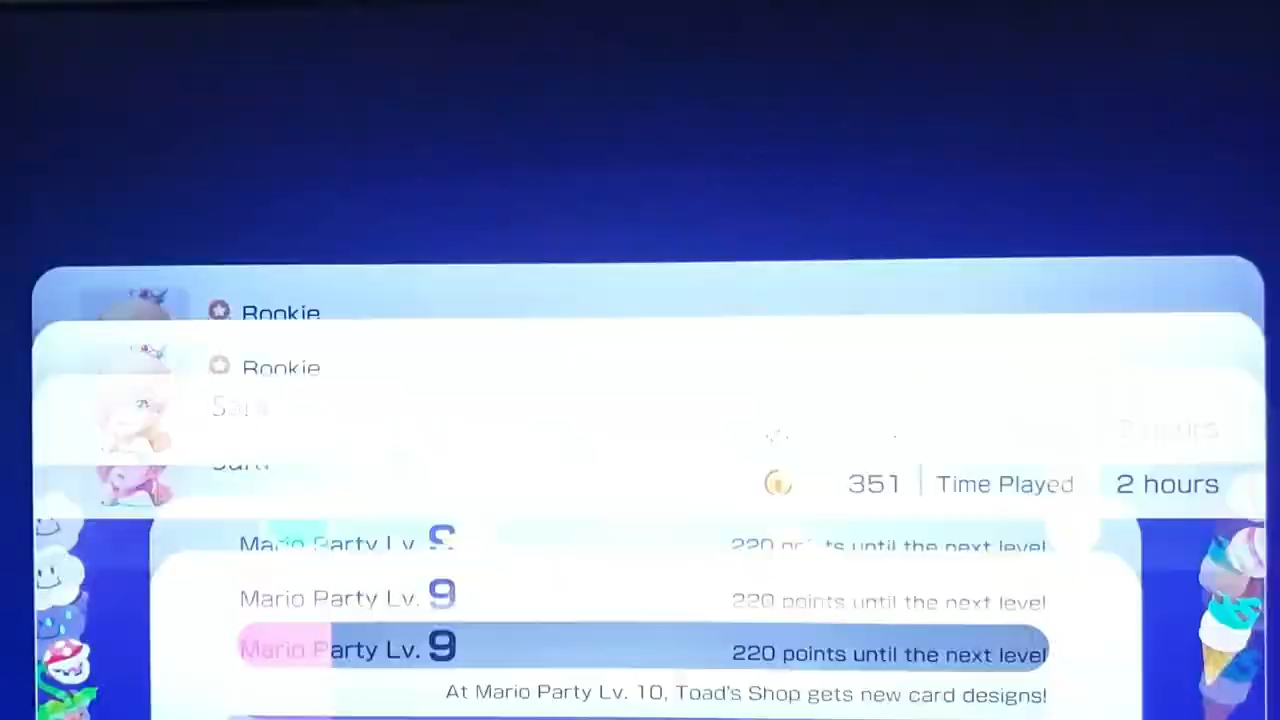 Rookie
Rookie
351 Time Played 2 hours
Mario Party Lv. 9 220 points until the next level
Mario Party Lv. 9 220 points until the next level
Mario Party Lv. 9 220 points until the next level
At Mario Party Lv. 10, Toad's Shop gets new card designs!